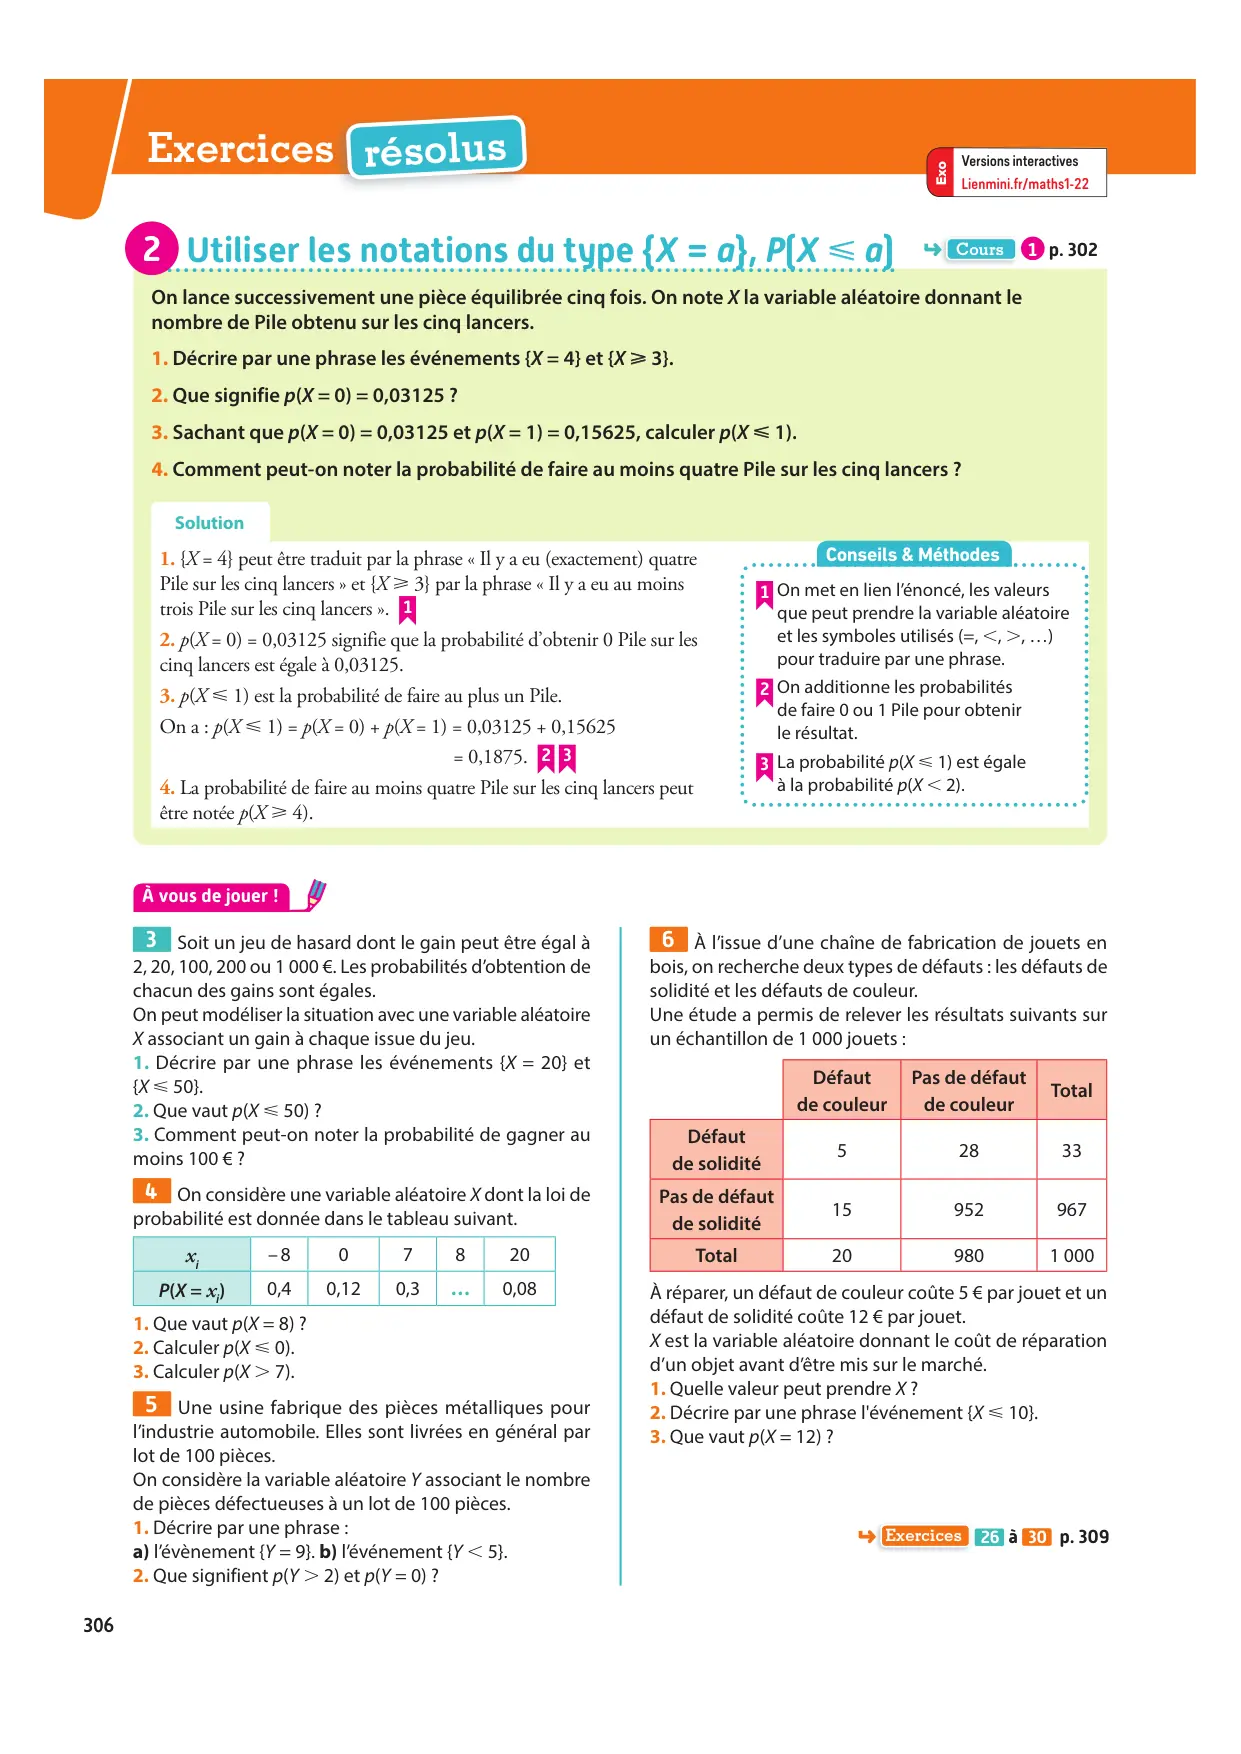 Exercices résolus
Exo
Versions interactives
Lienmini.fr/maths1-22
2 Utiliser les notations du type {X = a}, P(X ⩽ a)
↪ Cours 1 p. 302
On lance successivement une pièce équilibrée cinq fois. On note X la variable aléatoire donnant le
nombre de Pile obtenu sur les cinq lancers.
1. Décrire par une phrase les événements {X = 4} et {X ⩾ 3}.
2. Que signifie p(X = 0) = 0,03125 ?
3. Sachant que p(X = 0) = 0,03125 et p(X = 1) = 0,15625, calculer p(X ⩽ 1).
4. Comment peut-on noter la probabilité de faire au moins quatre Pile sur les cinq lancers ?
Solution
1. {X = 4} peut être traduit par la phrase « Il y a eu (exactement) quatre
Pile sur les cinq lancers » et {X ⩾ 3} par la phrase « Il y a eu au moins
trois Pile sur les cinq lancers ». 1
2. p(X = 0) = 0,03125 signifie que la probabilité d'obtenir 0 Pile sur les
cinq lancers est égale à 0,03125.
3. p(X ⩽ 1) est la probabilité de faire au plus un Pile.
On a : p(X ⩽ 1) = p(X = 0) + p(X = 1) = 0,03125 + 0,15625
= 0,1875. 2 3
4. La probabilité de faire au moins quatre Pile sur les cinq lancers peut
être notée p(X ⩾ 4).
Conseils & Méthodes
1 On met en lien l'énoncé, les valeurs
que peut prendre la variable aléatoire
et les symboles utilisés (=, <, >, …)
pour traduire par une phrase.
2 On additionne les probabilités
de faire 0 ou 1 Pile pour obtenir
le résultat.
3 La probabilité p(X ⩽ 1) est égale
à la probabilité p(X < 2).
À vous de jouer !
3 Soit un jeu de hasard dont le gain peut être égal à
2, 20, 100, 200 ou 1 000 €. Les probabilités d'obtention de
chacun des gains sont égales.
On peut modéliser la situation avec une variable aléatoire
X associant un gain à chaque issue du jeu.
1. Décrire par une phrase les événements {X = 20} et
{X ⩽ 50}.
2. Que vaut p(X ⩽ 50) ?
3. Comment peut-on noter la probabilité de gagner au
moins 100 € ?
4 On considère une variable aléatoire X dont la loi de
probabilité est donnée dans le tableau suivant.
xi –8 0 7 8 20
P(X = xi) 0,4 0,12 0,3 … 0,08
1. Que vaut p(X = 8) ?
2. Calculer p(X ⩽ 0).
3. Calculer p(X > 7).
5 Une usine fabrique des pièces métalliques pour
l'industrie automobile. Elles sont livrées en général par
lot de 100 pièces.
On considère la variable aléatoire Y associant le nombre
de pièces défectueuses à un lot de 100 pièces.
1. Décrire par une phrase :
a) l'évènement {Y = 9}. b) l'événement {Y < 5}.
2. Que signifient p(Y > 2) et p(Y = 0) ?
6 À l'issue d'une chaîne de fabrication de jouets en
bois, on recherche deux types de défauts : les défauts de
solidité et les défauts de couleur.
Une étude a permis de relever les résultats suivants sur
un échantillon de 1 000 jouets :
Défaut
de couleur
Pas de défaut
de couleur
Total
Défaut
de solidité
5 28 33
Pas de défaut
de solidité
15 952 967
Total 20 980 1 000
À réparer, un défaut de couleur coûte 5 € par jouet et un
défaut de solidité coûte 12 € par jouet.
X est la variable aléatoire donnant le coût de réparation
d'un objet avant d'être mis sur le marché.
1. Quelle valeur peut prendre X ?
2. Décrire par une phrase l'événement {X ⩽ 10}.
3. Que vaut p(X = 12) ?
↪ Exercices 26 à 30 p. 309
306